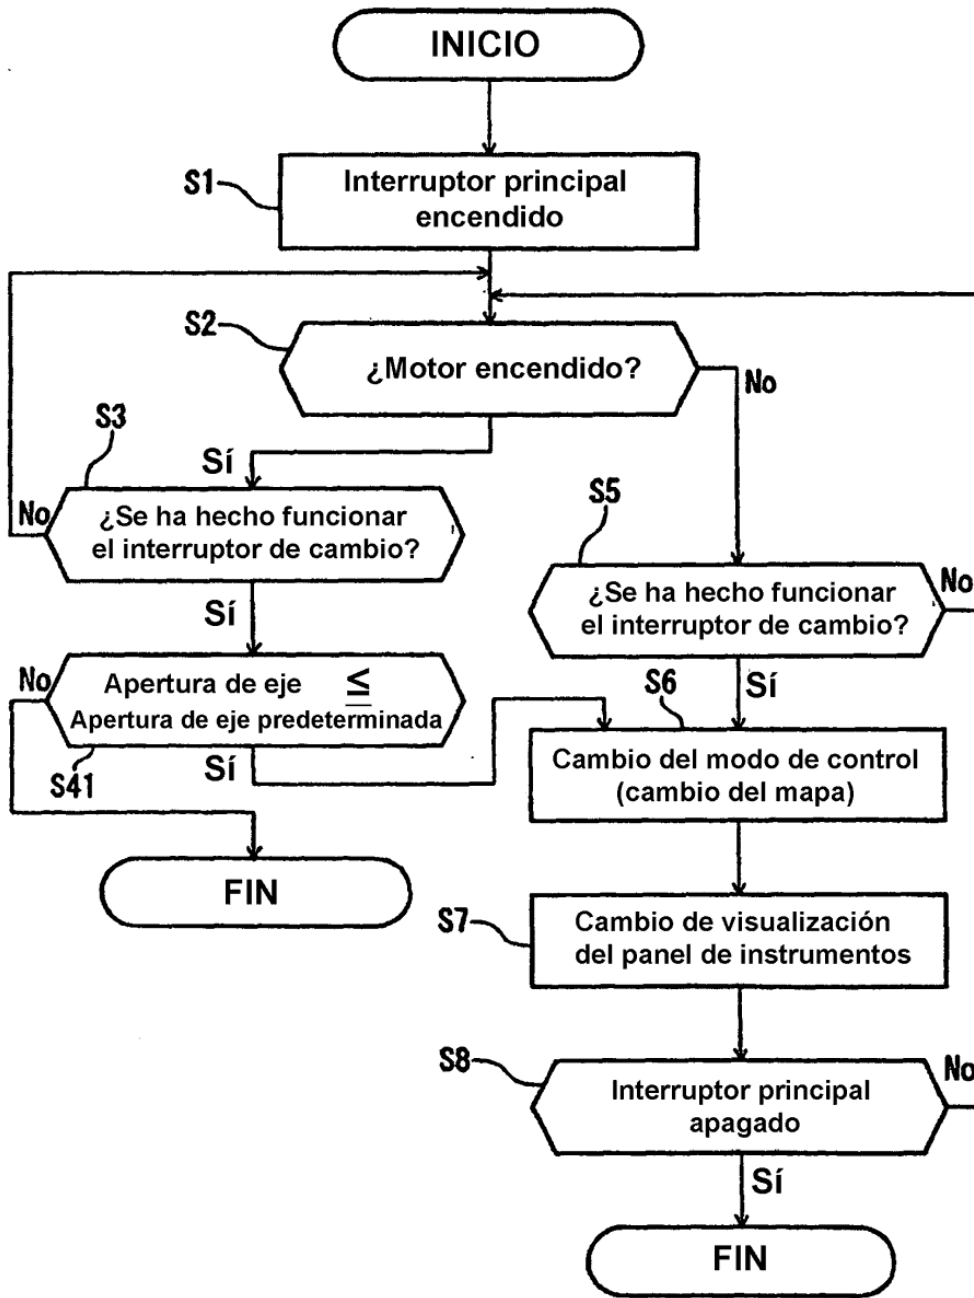 INICIO
S1
Interruptor principal
encendido
S2
¿Motor encendido?
No
S3
Sí
No
¿Se ha hecho funcionar
el interruptor de cambio?
S5
Sí
¿Se ha hecho funcionar
el interruptor de cambio?
No
No
Apertura de eje ≤
Apertura de eje predeterminada
S41
Sí
S6
Sí
Cambio del modo de control
(cambio del mapa)
FIN
S7
Cambio de visualización
del panel de instrumentos
S8
Interruptor principal
apagado
No
Sí
FIN